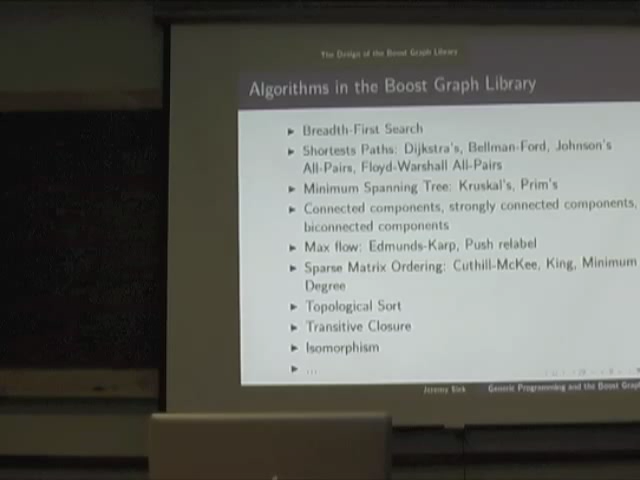 The Design of the Boost Graph Library
Algorithms in the Boost Graph Library
▶ Breadth-First Search
▶ Shortests Paths: Dijkstra's, Bellman-Ford, Johnson's
All-Pairs, Floyd-Warshall All-Pairs
▶ Minimum Spanning Tree: Kruskal's, Prim's
▶ Connected components, strongly connected components,
biconnected components
▶ Max flow: Edmunds-Karp, Push relabel
▶ Sparse Matrix Ordering: Cuthill-McKee, King, Minimum
Degree
▶ Topological Sort
▶ Transitive Closure
▶ Isomorphism
▶ ...
Jeremy Siek Generic Programming and the Boost Grap